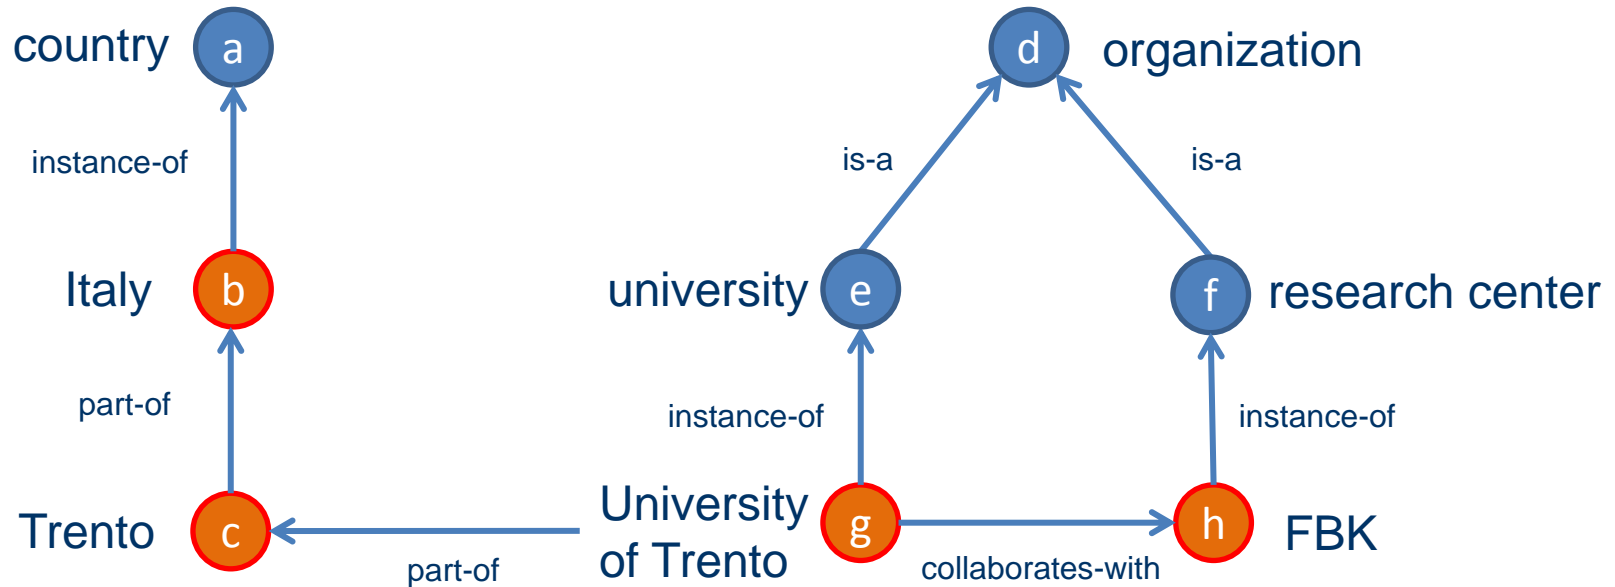 country
a
d
organization
instance-of
is-a
is-a
Italy
b
university
e
f
research center
part-of
instance-of
instance-of
Trento
c
University
of Trento
g
h
FBK
part-of
collaborates-with